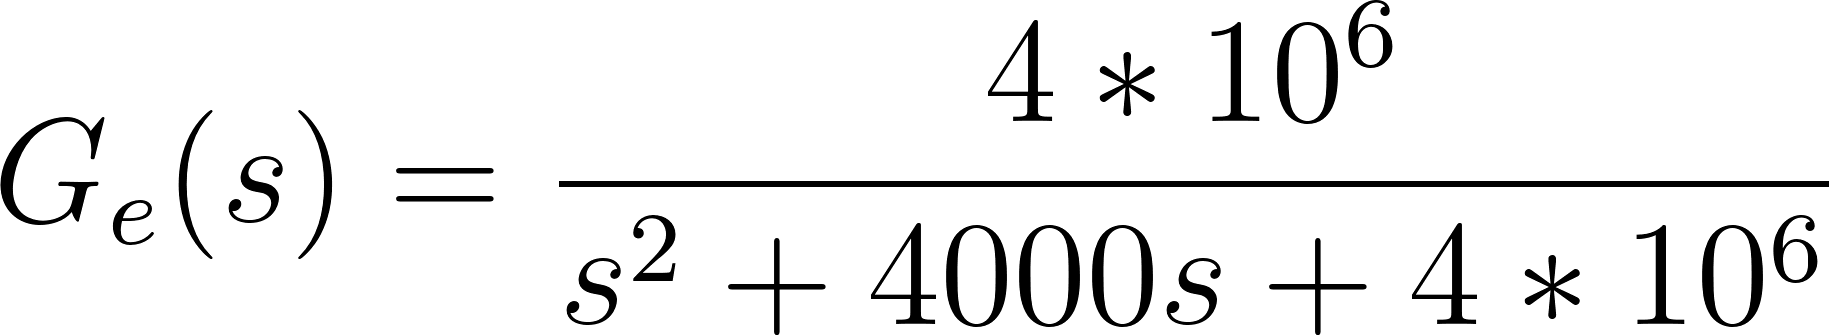 G_e(s) = \frac{4 * 10^6}{s^2 + 4000s + 4 * 10^6}